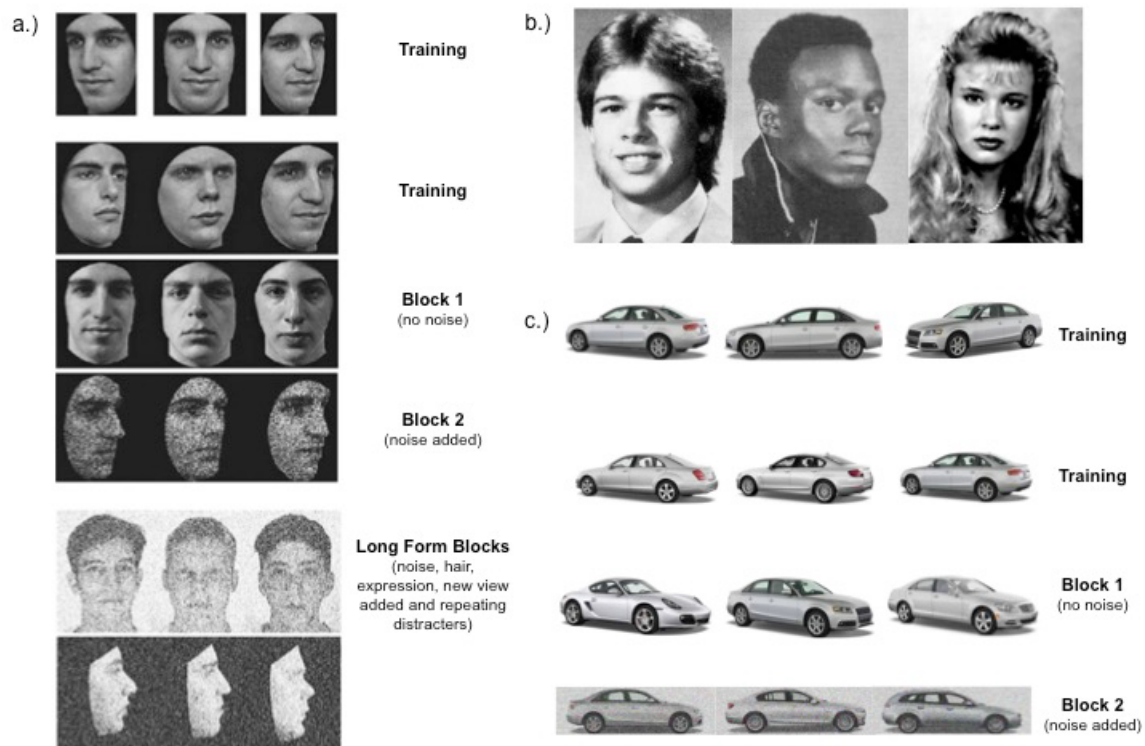 a.)
Training
Training
Block 1
(no noise)
Block 2
(noise added)
Long Form Blocks
(noise, hair,
expression, new view
added and repeating
distracters)
b.)
c.)
Training
Training
Block 1
(no noise)
Block 2
(noise added)